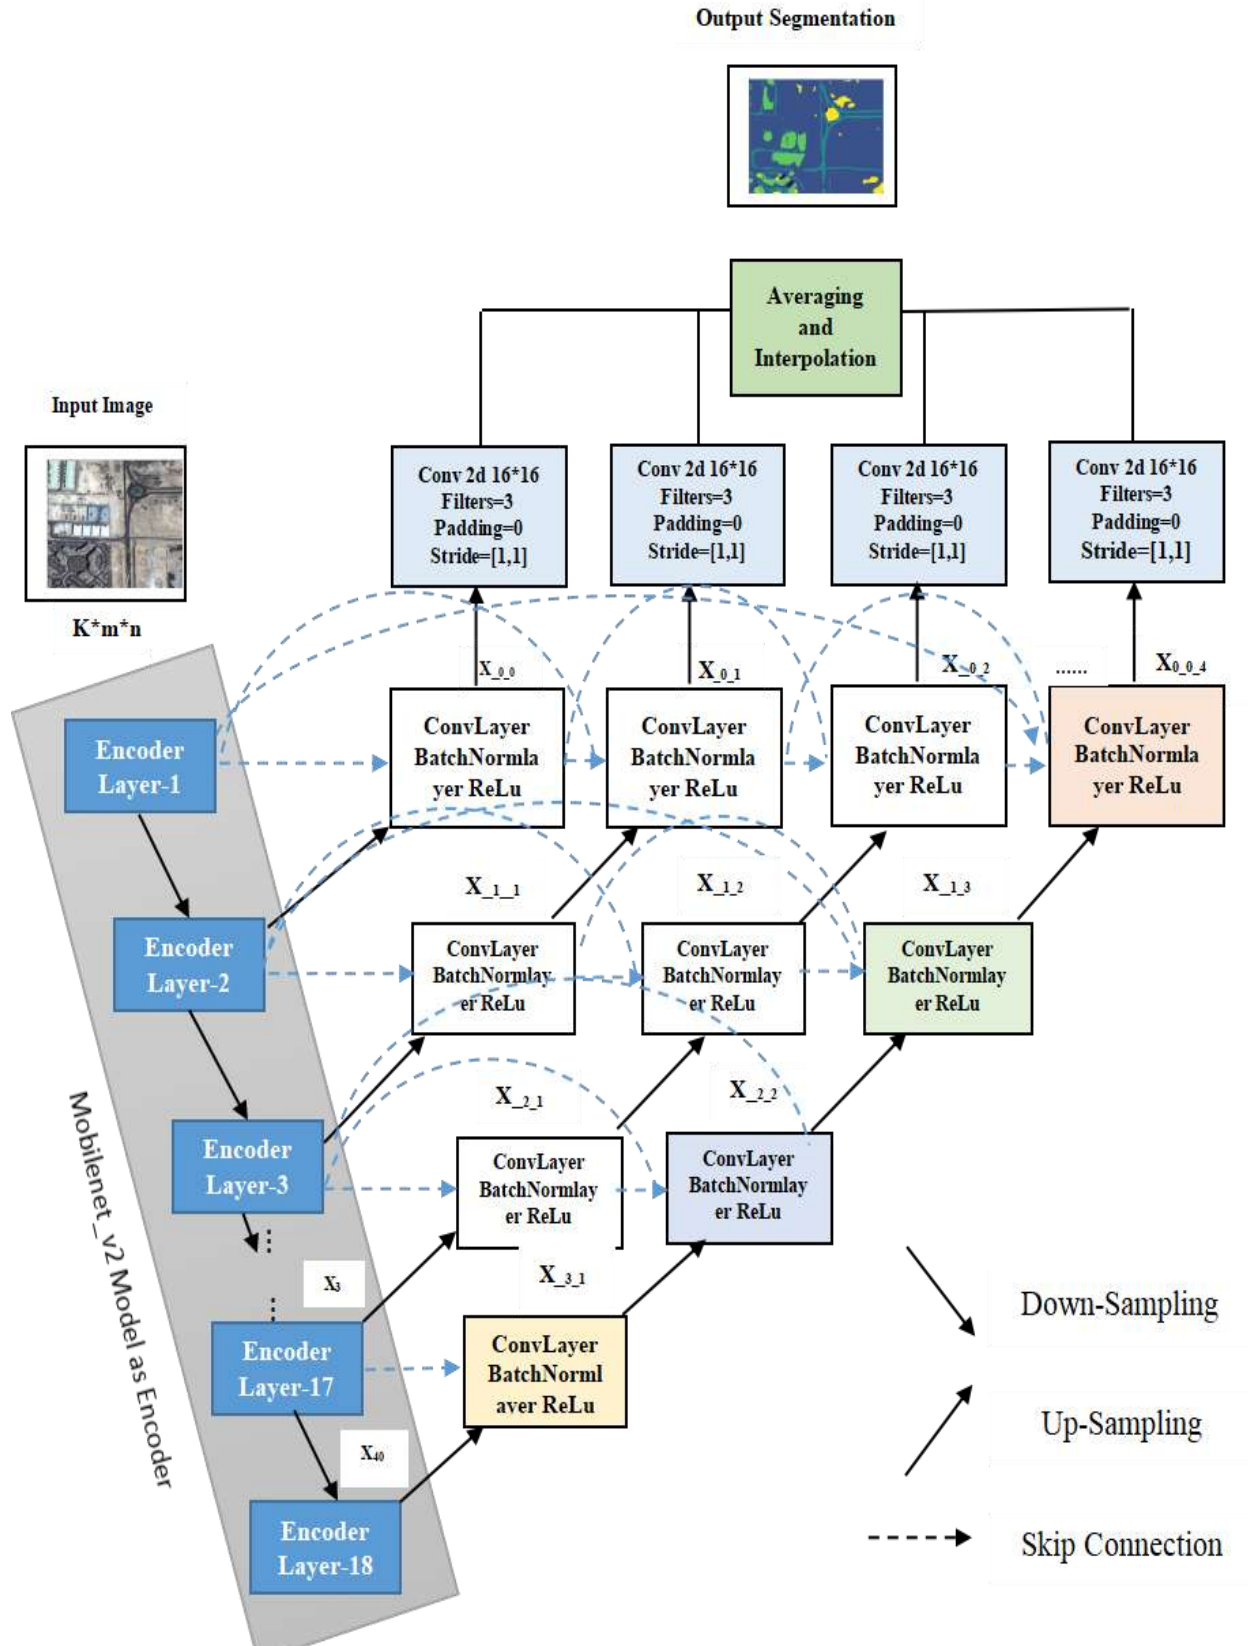 Output Segmentation
Averaging
and
Interpolation
Input Image
K*m*n
Conv 2d 16*16
Filters=3
Padding=0
Stride=[1,1]
Conv 2d 16*16
Filters=3
Padding=0
Stride=[1,1]
Conv 2d 16*16
Filters=3
Padding=0
Stride=[1,1]
Conv 2d 16*16
Filters=3
Padding=0
Stride=[1,1]
X_0_0
X_0_1
X_0_2
......
X0_0_4
Encoder
Layer-1
ConvLayer
BatchNormla
yer ReLu
ConvLayer
BatchNormla
yer ReLu
ConvLayer
BatchNormla
yer ReLu
ConvLayer
BatchNormla
yer ReLu
X_1_1
X_1_2
X_1_3
Encoder
Layer-2
ConvLayer
BatchNormlay
er ReLu
ConvLayer
BatchNormlay
er ReLu
ConvLayer
BatchNormlay
er ReLu
X_2_1
X_2_2
Encoder
Layer-3
ConvLayer
BatchNormlay
er ReLu
ConvLayer
BatchNormlay
er ReLu
X3
X_3_1
Encoder
Layer-17
ConvLayer
BatchNorml
aver ReLu
X40
Encoder
Layer-18
Mobilenet_v2 Model as Encoder
Down-Sampling
Up-Sampling
Skip Connection